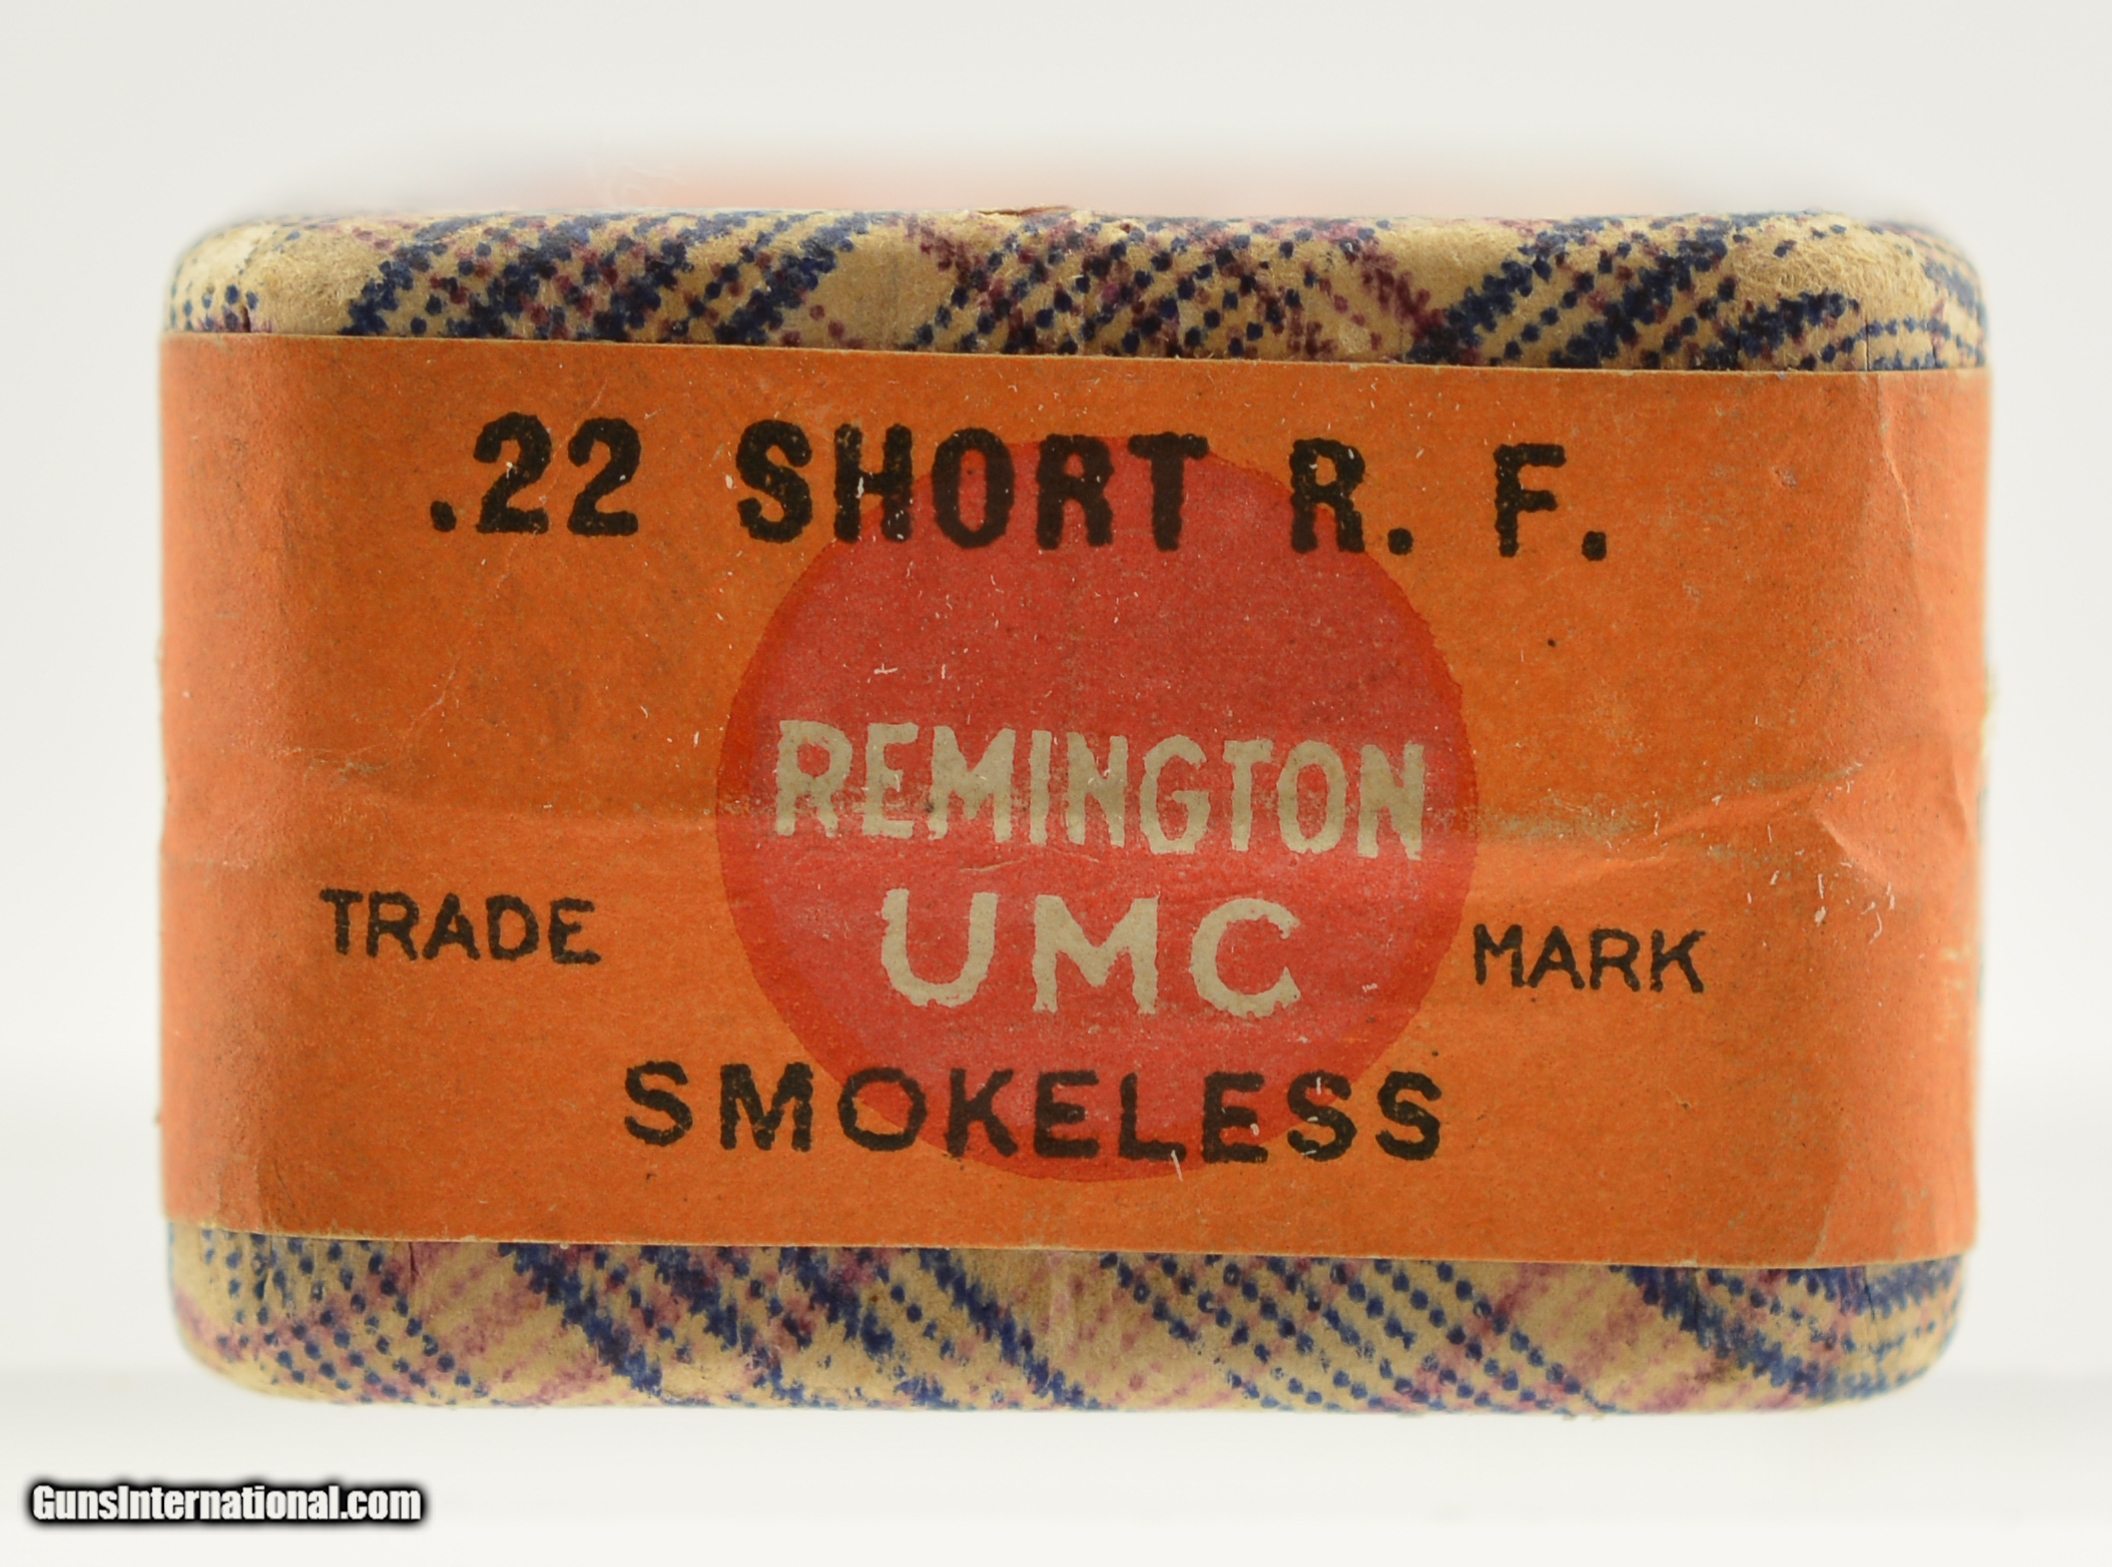 .22 SHORT R. F.
REMINGTON
UMC
TRADE MARK
SMOKELESS
GunsInternational.com